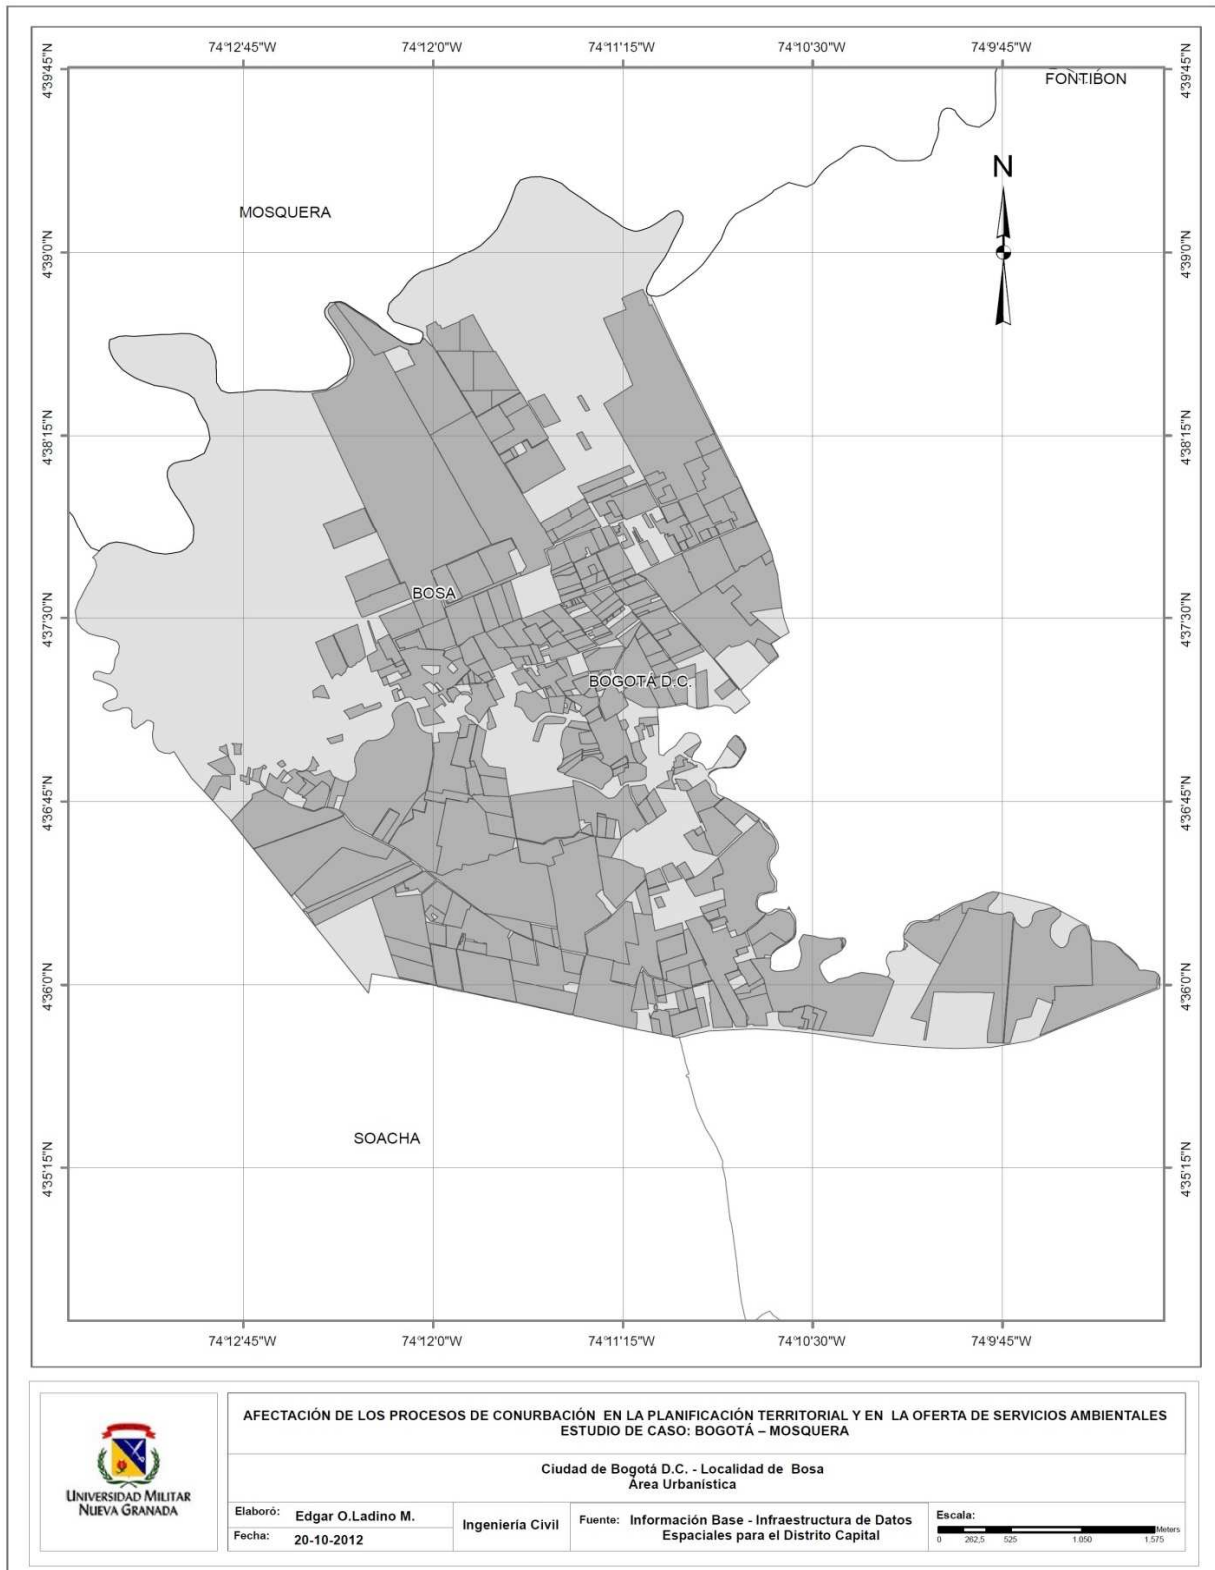 74°12'45"W 74°12'0"W 74°11'15"W 74°10'30"W 74°9'45"W
4°39'45"N 4°39'45"N
FONTIBON
N
MOSQUERA
4°39'0"N 4°39'0"N
4°38'15"N 4°38'15"N
BOSA
4°37'30"N 4°37'30"N
BOGOTÁ D.C.
4°36'45"N 4°36'45"N
4°36'0"N 4°36'0"N
SOACHA
4°35'15"N 4°35'15"N
74°12'45"W 74°12'0"W 74°11'15"W 74°10'30"W 74°9'45"W
AFECTACIÓN DE LOS PROCESOS DE CONURBACIÓN EN LA PLANIFICACIÓN TERRITORIAL Y EN LA OFERTA DE SERVICIOS AMBIENTALES
ESTUDIO DE CASO: BOGOTÁ – MOSQUERA
Ciudad de Bogotá D.C. - Localidad de Bosa
Área Urbanística
UNIVERSIDAD MILITAR
NUEVA GRANADA
Elaboró: Edgar O.Ladino M.
Fecha: 20-10-2012
Ingeniería Civil
Fuente: Información Base - Infraestructura de Datos
Espaciales para el Distrito Capital
Escala:
Meters
0 262,5 525 1.050 1.575